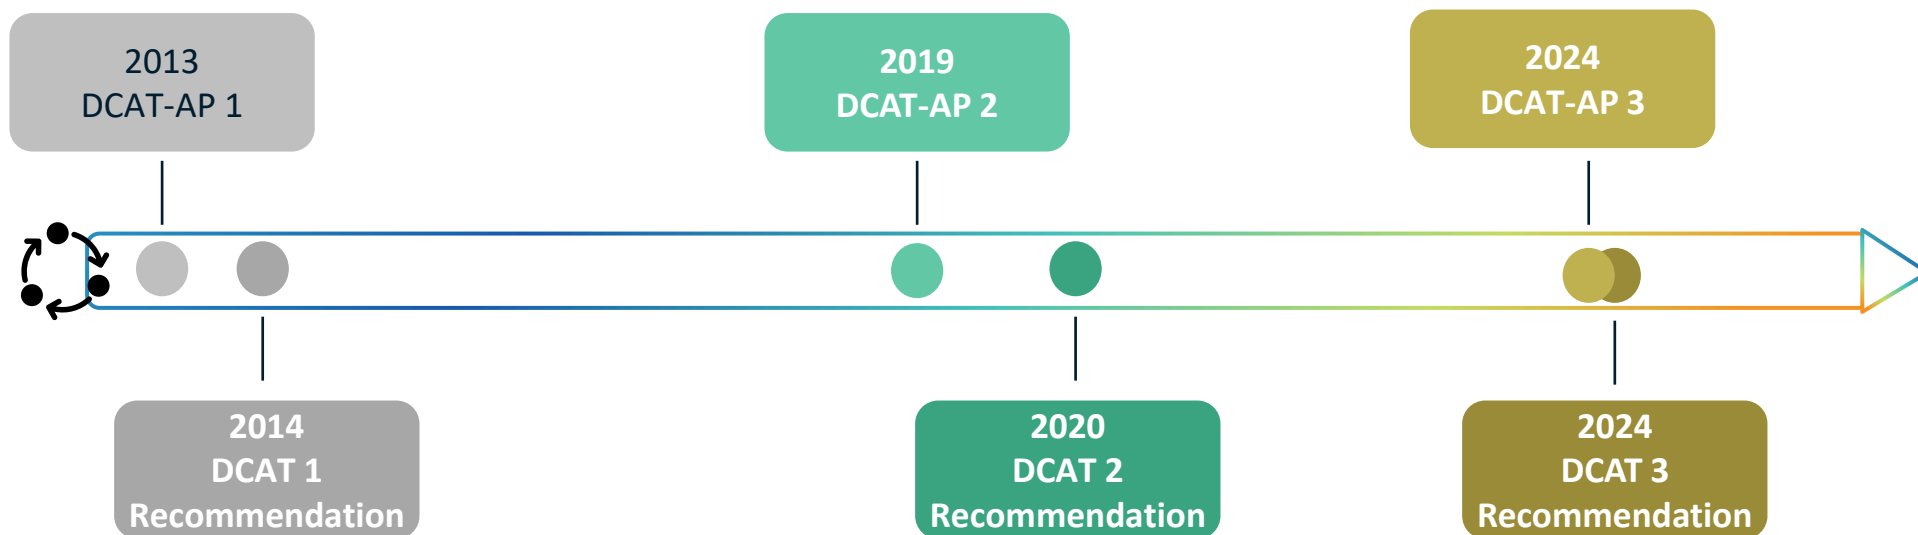 2013
DCAT-AP 1
2019
DCAT-AP 2
2024
DCAT-AP 3
2014
DCAT 1
Recommendation
2020
DCAT 2
Recommendation
2024
DCAT 3
Recommendation